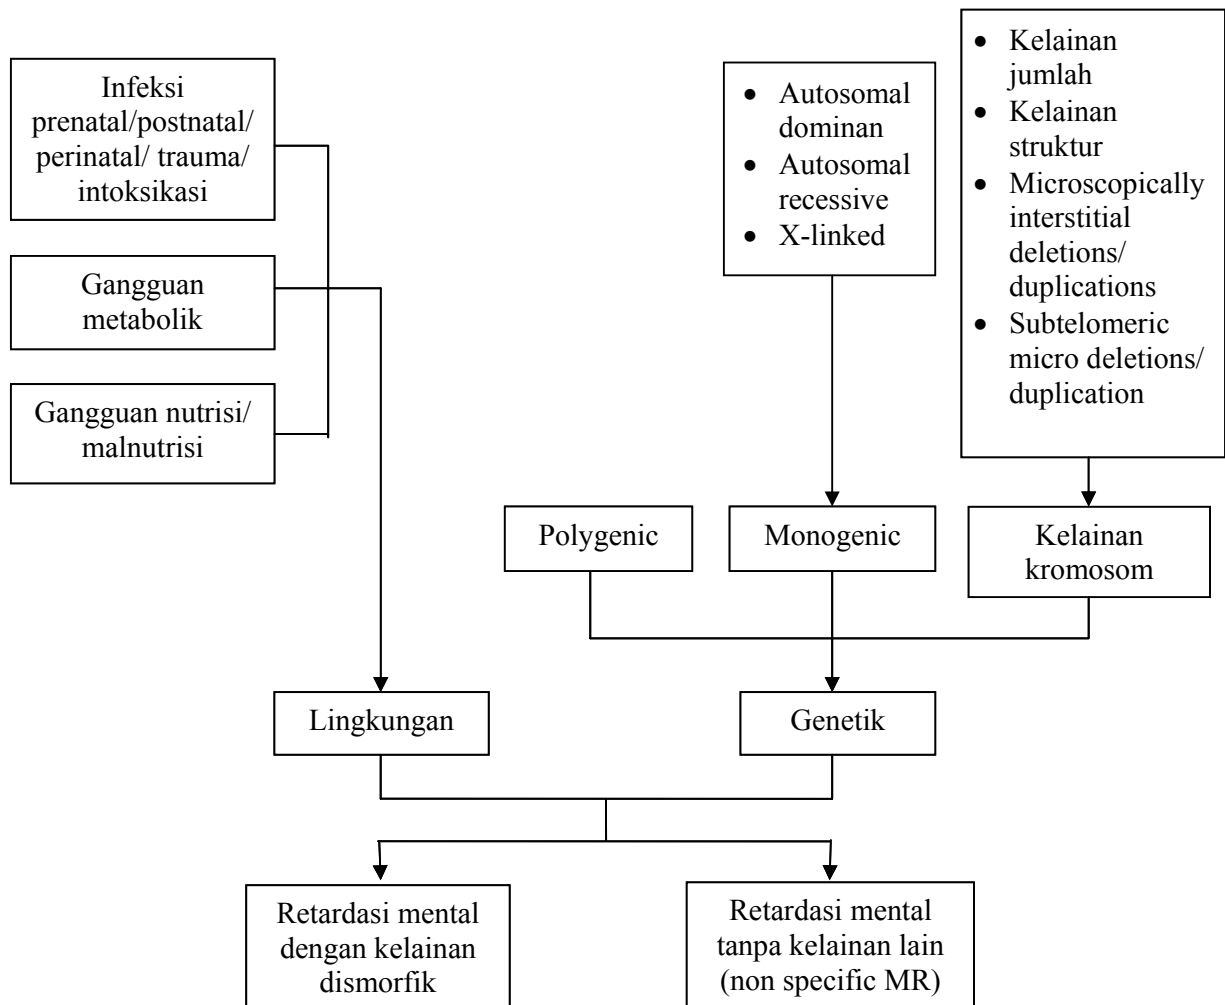 Infeksi
prenatal/postnatal/
perinatal/ trauma/
intoksikasi
Gangguan
metabolik
Gangguan nutrisi/
malnutrisi
• Autosomal
dominan
• Autosomal
recessive
• X-linked
• Kelainan
jumlah
• Kelainan
struktur
• Microscopically
interstitial
deletions/
duplications
• Subtelomeric
micro deletions/
duplication
Polygenic
Monogenic
Kelainan
kromosom
Lingkungan
Genetik
Retardasi mental
dengan kelainan
dismorfik
Retardasi mental
tanpa kelainan lain
(non specific MR)